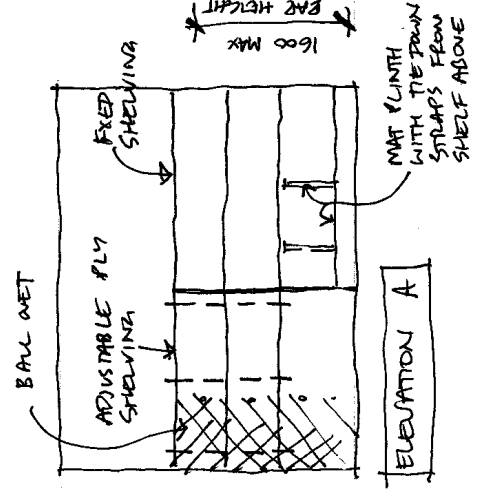 BALL NET
ADJUSTABLE PLY
SHELVING
FIXED
SHELVING
1600 MAX
BAR HEIGHT
MAT PLINTH
WITH TIE DOWN
STRAPS FROM
SHELF ABOVE
ELEVATION A